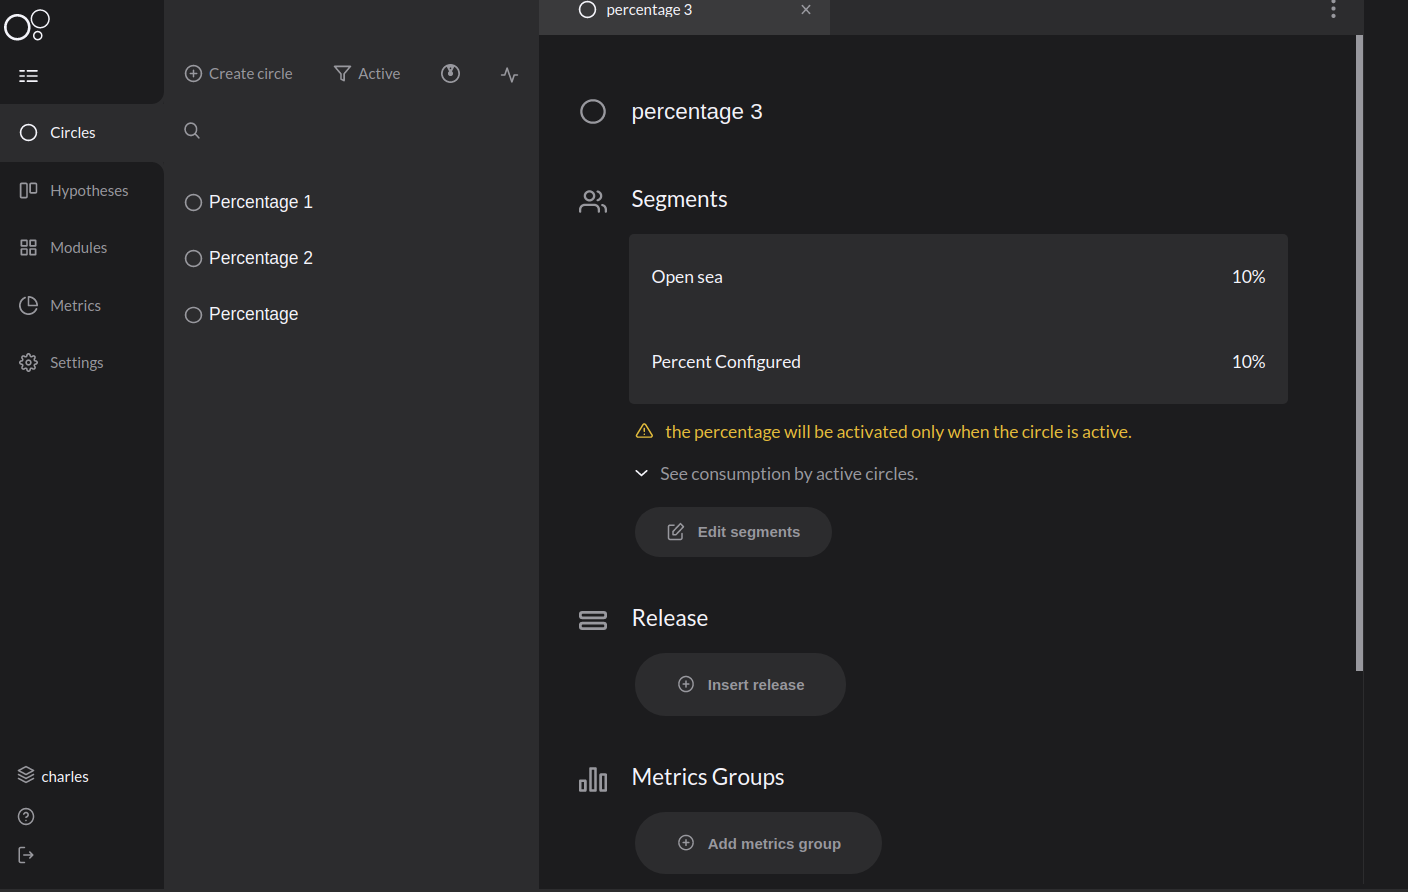 percentage 3
Create circle
Active
Circles
Hypotheses
Modules
Metrics
Settings
Percentage 1
Percentage 2
Percentage
percentage 3
Segments
Open sea 10%
Percent Configured 10%
the percentage will be activated only when the circle is active.
See consumption by active circles.
Edit segments
Release
Insert release
Metrics Groups
Add metrics group
charles